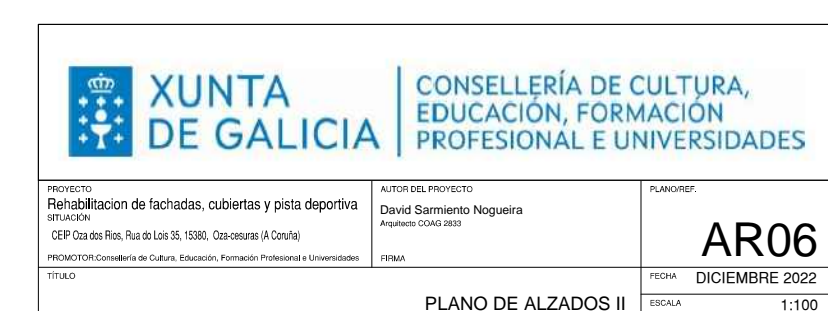 XUNTA
DE GALICIA
CONSELLERÍA DE CULTURA,
EDUCACIÓN, FORMACIÓN
PROFESIONAL E UNIVERSIDADES
PROYECTO
Rehabilitacion de fachadas, cubiertas y pista deportiva
SITUACIÓN
CEIP Oza dos Rios, Rua do Lois 35, 15380, Oza-cesuras (A Coruña)
PROMOTOR:Consellería de Cultura, Educación, Formación Profesional e Universidades
AUTOR DEL PROYECTO
David Sarmiento Nogueira
Arquitecto COAG 2833
FIRMA
PLANO/REF.
AR06
TÍTULO
PLANO DE ALZADOS II
FECHA DICIEMBRE 2022
ESCALA 1:100